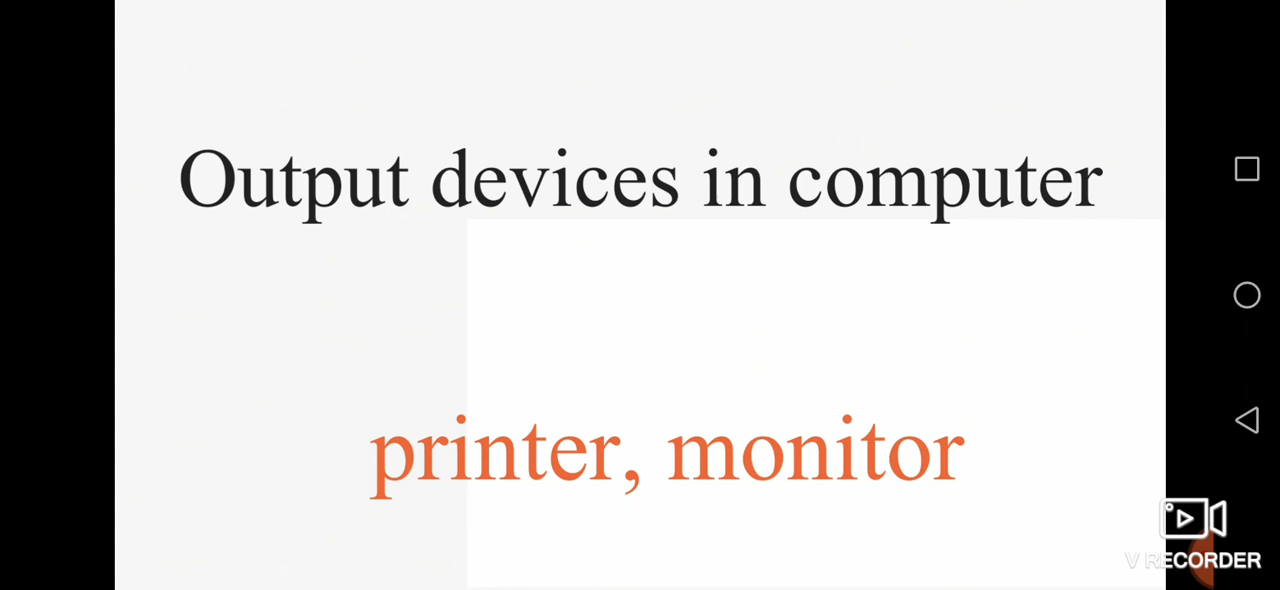 Output devices in computer
printer, monitor
V RECORDER